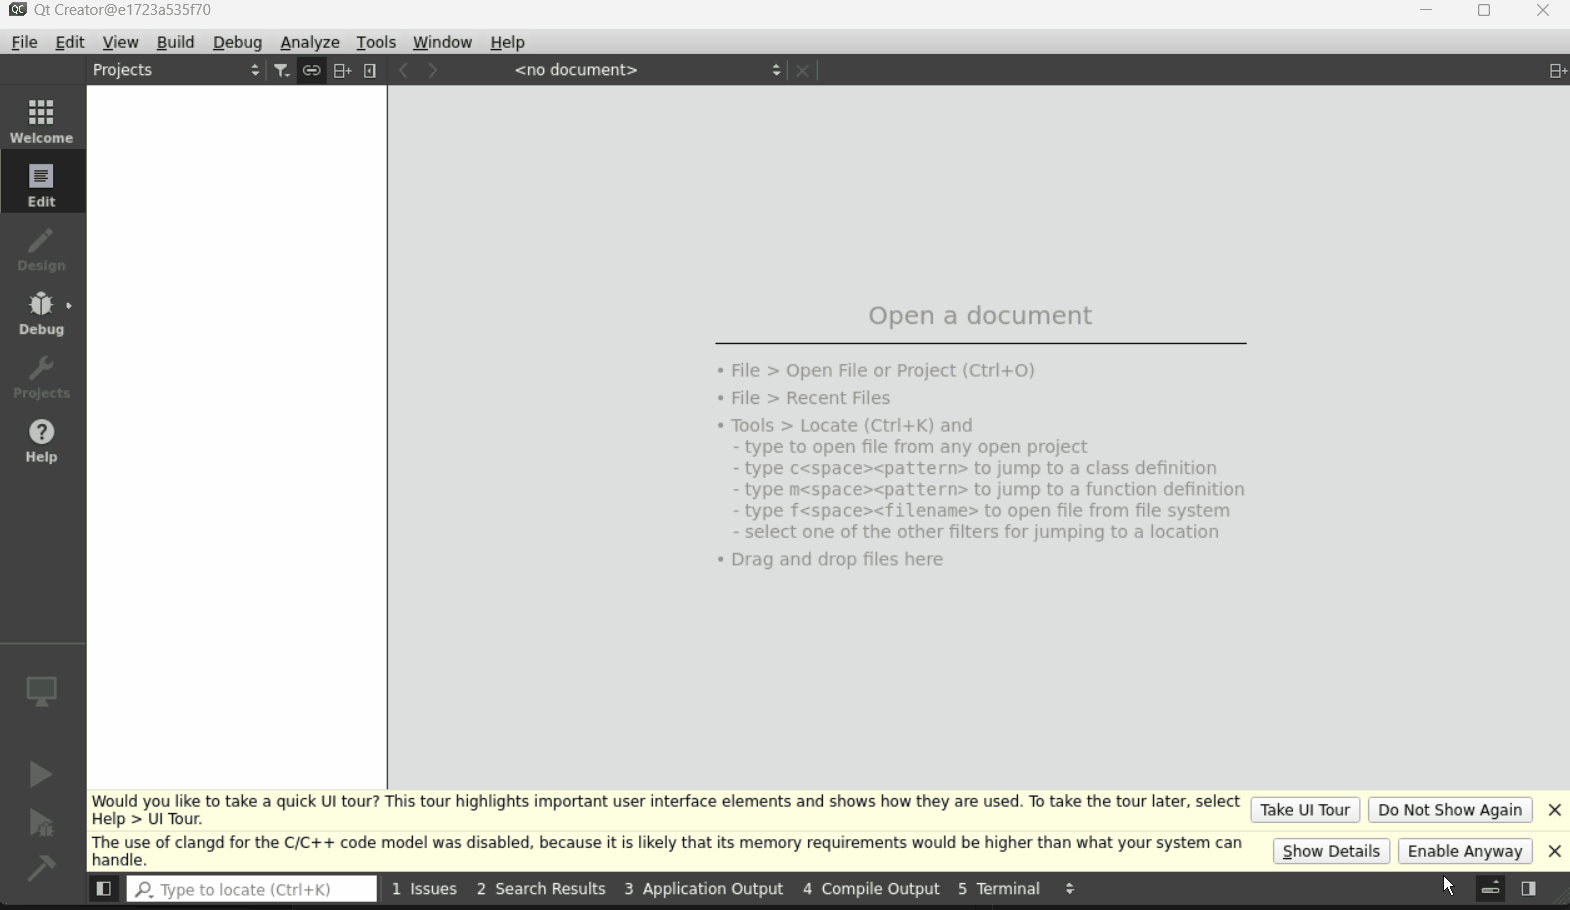 QC Qt Creator@e1723a535f70
File Edit View Build Debug Analyze Tools Window Help
Projects <no document>
Welcome
Edit
Design
Debug
Projects
Help
Open a document
• File > Open File or Project (Ctrl+O)
• File > Recent Files
• Tools > Locate (Ctrl+K) and
- type to open file from any open project
- type c<space><pattern> to jump to a class definition
- type m<space><pattern> to jump to a function definition
- type f<space><filename> to open file from file system
- select one of the other filters for jumping to a location
• Drag and drop files here
Would you like to take a quick UI tour? This tour highlights important user interface elements and shows how they are used. To take the tour later, select
Help > UI Tour.
Take UI Tour Do Not Show Again
The use of clangd for the C/C++ code model was disabled, because it is likely that its memory requirements would be higher than what your system can
handle.
Show Details Enable Anyway
Type to locate (Ctrl+K) 1 Issues 2 Search Results 3 Application Output 4 Compile Output 5 Terminal